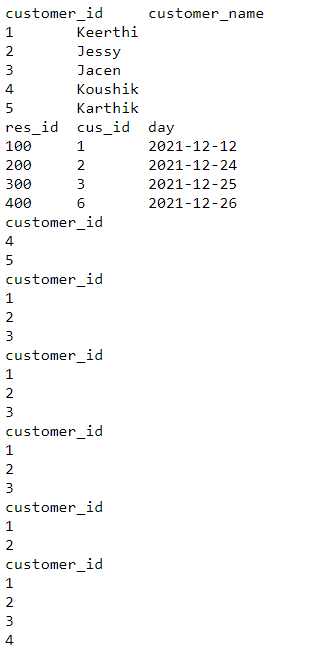 customer_id     customer_name
1       Keerthi
2       Jessy
3       Jacen
4       Koushik
5       Karthik
res_id  cus_id  day
100     1       2021-12-12
200     2       2021-12-24
300     3       2021-12-25
400     6       2021-12-26
customer_id
4
5
customer_id
1
2
3
customer_id
1
2
3
customer_id
1
2
3
customer_id
1
2
customer_id
1
2
3
4